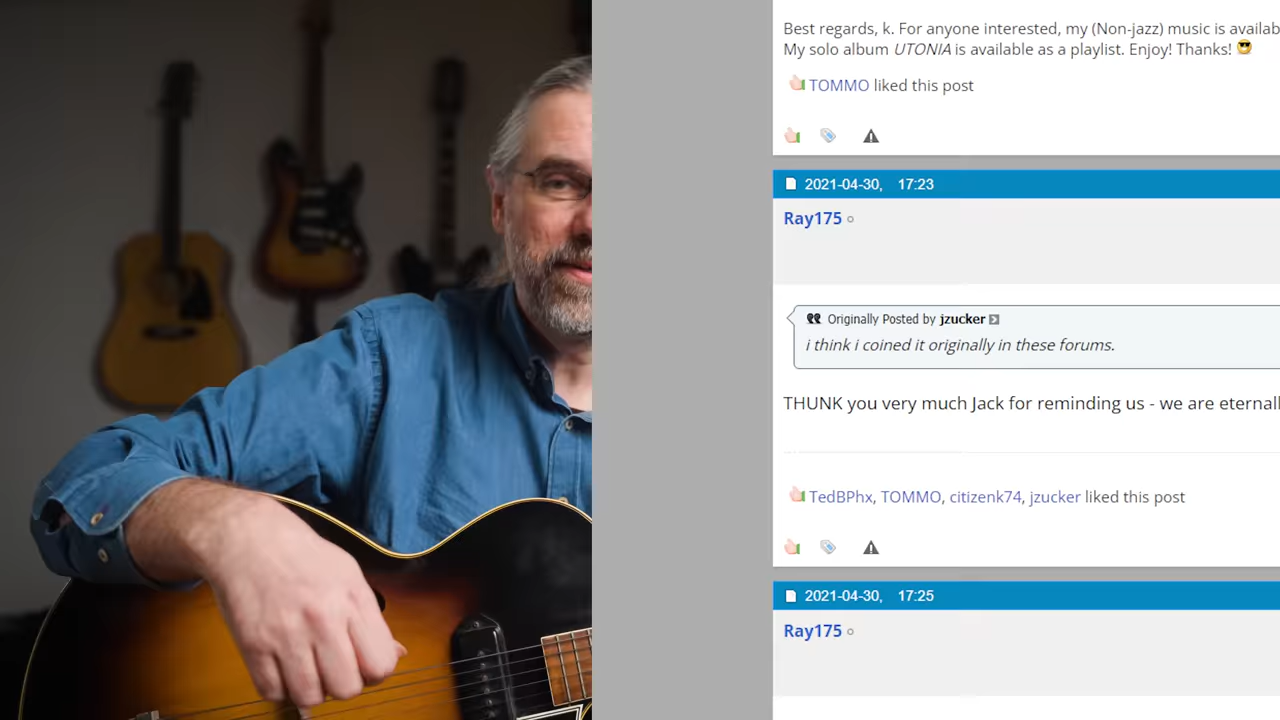 Best regards, k. For anyone interested, my (Non-jazz) music is availab
My solo album UTONIA is available as a playlist. Enjoy! Thanks!
TOMMO liked this post
2021-04-30, 17:23
Ray175
Originally Posted by jzucker
i think i coined it originally in these forums.
THUNK you very much Jack for reminding us - we are eternall
TedBPhx, TOMMO, citizenk74, jzucker liked this post
2021-04-30, 17:25
Ray175